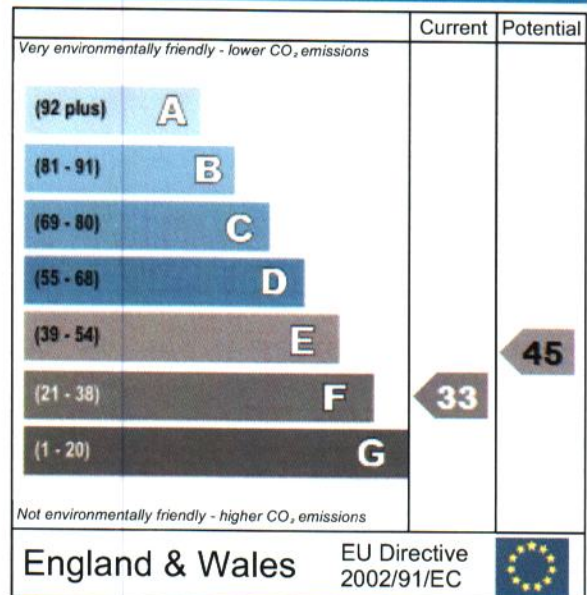 Current Potential
Very environmentally friendly - lower CO₂ emissions
(92 plus) A
(81 - 91) B
(69 - 80) C
(55 - 68) D
(39 - 54) E
45
(21 - 38) F
33
(1 - 20) G
Not environmentally friendly - higher CO₂ emissions
England & Wales
EU Directive
2002/91/EC